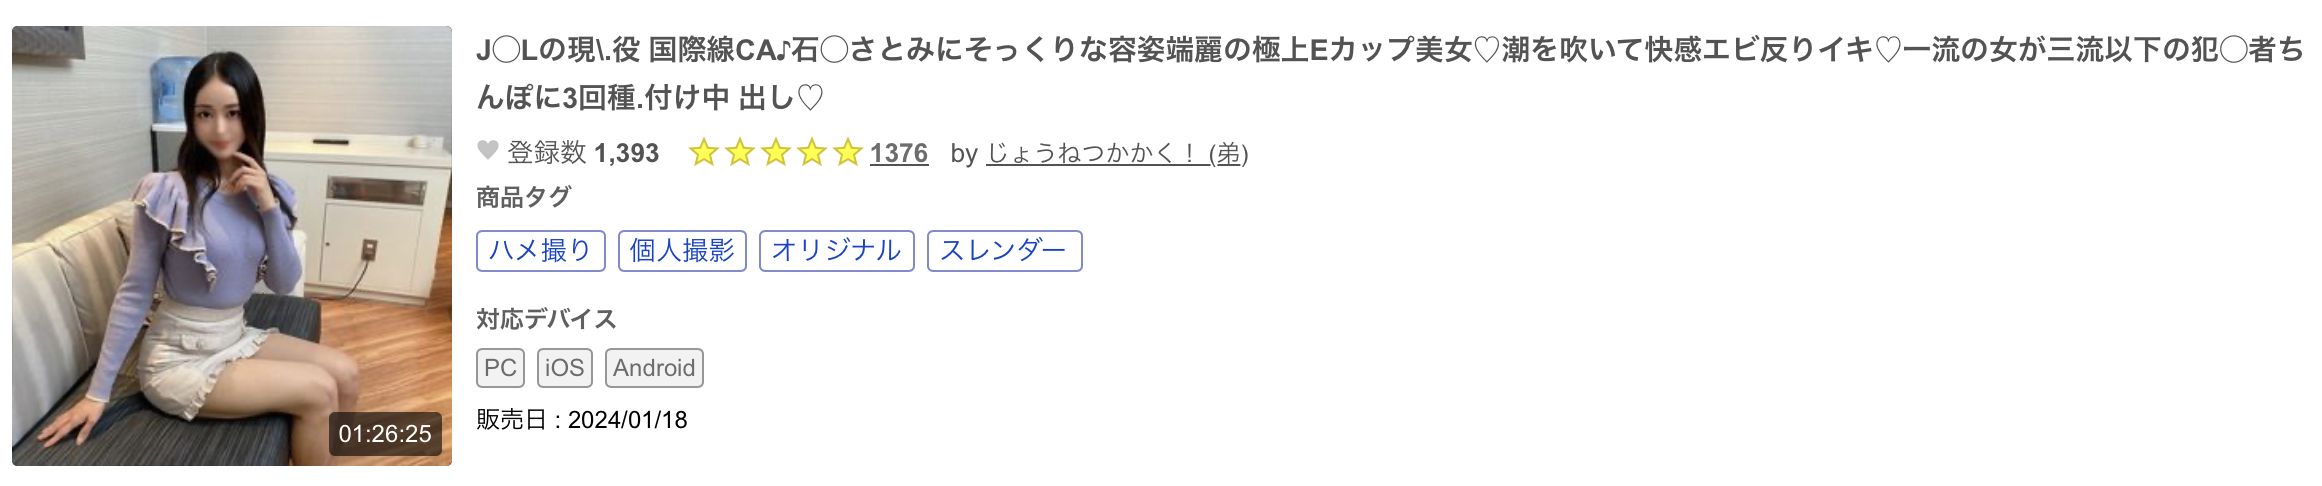 J◯Lの現\.役 国際線CA♪石◯さとみにそっくりな容姿端麗の極上Eカップ美女♡潮を吹いて快感エビ反りイキ♡一流の女が三流以下の犯◯者ち
んぽに3回種.付け中 出し♡
登録数 1,393 1376 by じょうねつかかく！ (弟)
商品タグ
ハメ撮り 個人撮影 オリジナル スレンダー
対応デバイス
PC iOS Android
販売日 : 2024/01/18
01:26:25